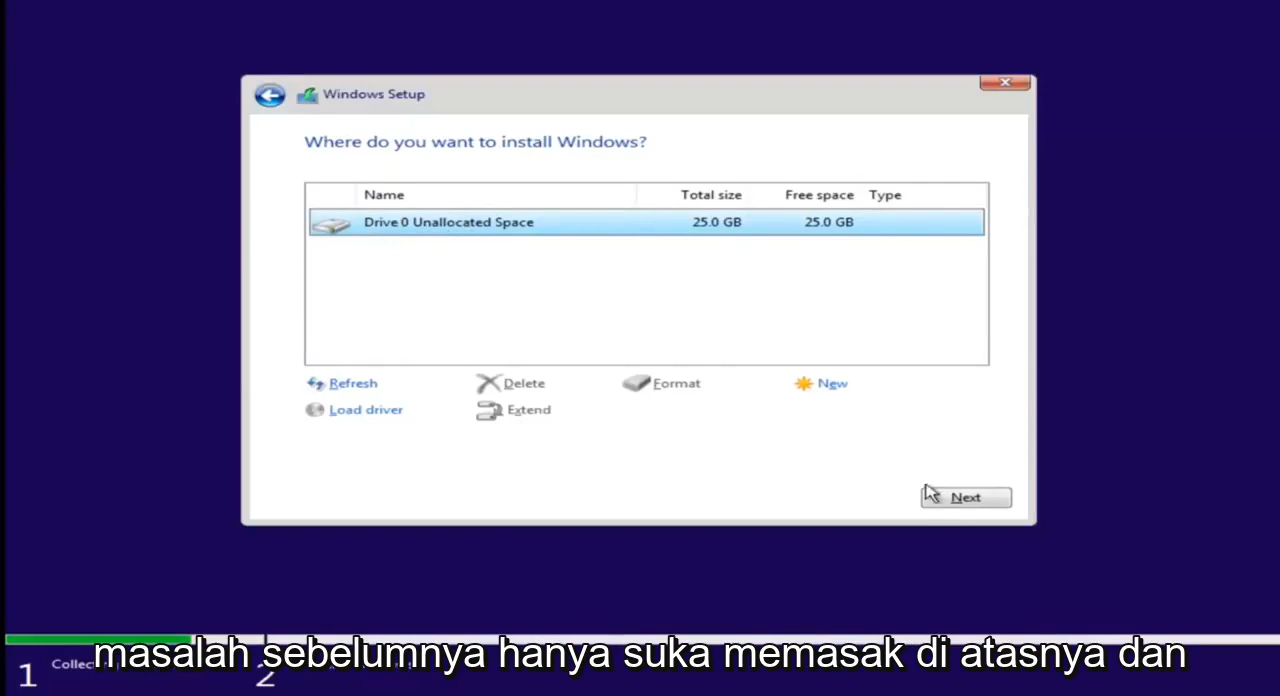 Windows Setup
Where do you want to install Windows?
Name Total size Free space Type
Drive 0 Unallocated Space 25.0 GB 25.0 GB
Refresh Delete Format New
Load driver Extend
Next
masalah sebelumnya hanya suka memasak di atasnya dan
1 2